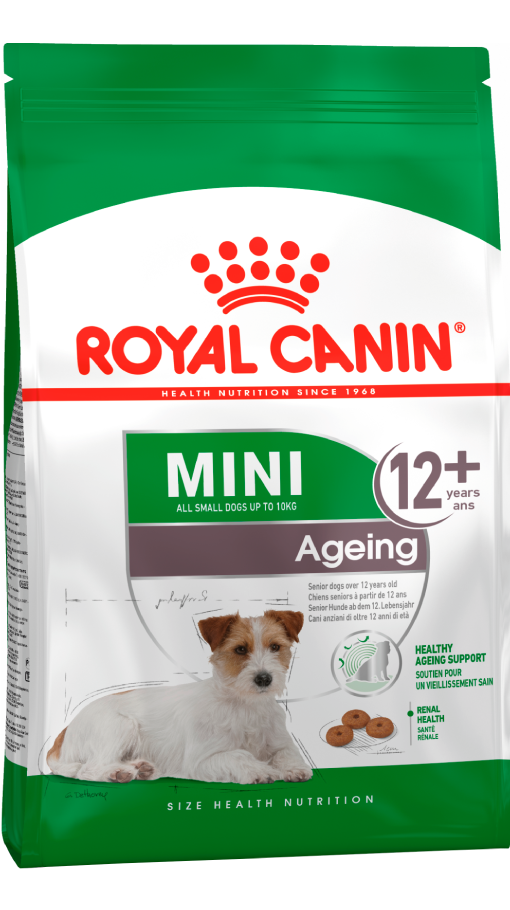 ROYAL CANIN®
HEALTH NUTRITION SINCE 1968
MINI
ALL SMALL DOGS UP TO 10KG
12+
years
ans
Ageing
Senior dogs over 12 years old
Chiens seniors à partir de 12 ans
Senior Hunde ab dem 12. Lebensjahr
Cani anziani di oltre 12 anni di età
HEALTHY
AGEING SUPPORT
SOUTIEN POUR
UN VIEILLISSEMENT SAIN
RENAL
HEALTH
SANTÉ
RÉNALE
SIZE HEALTH NUTRITION